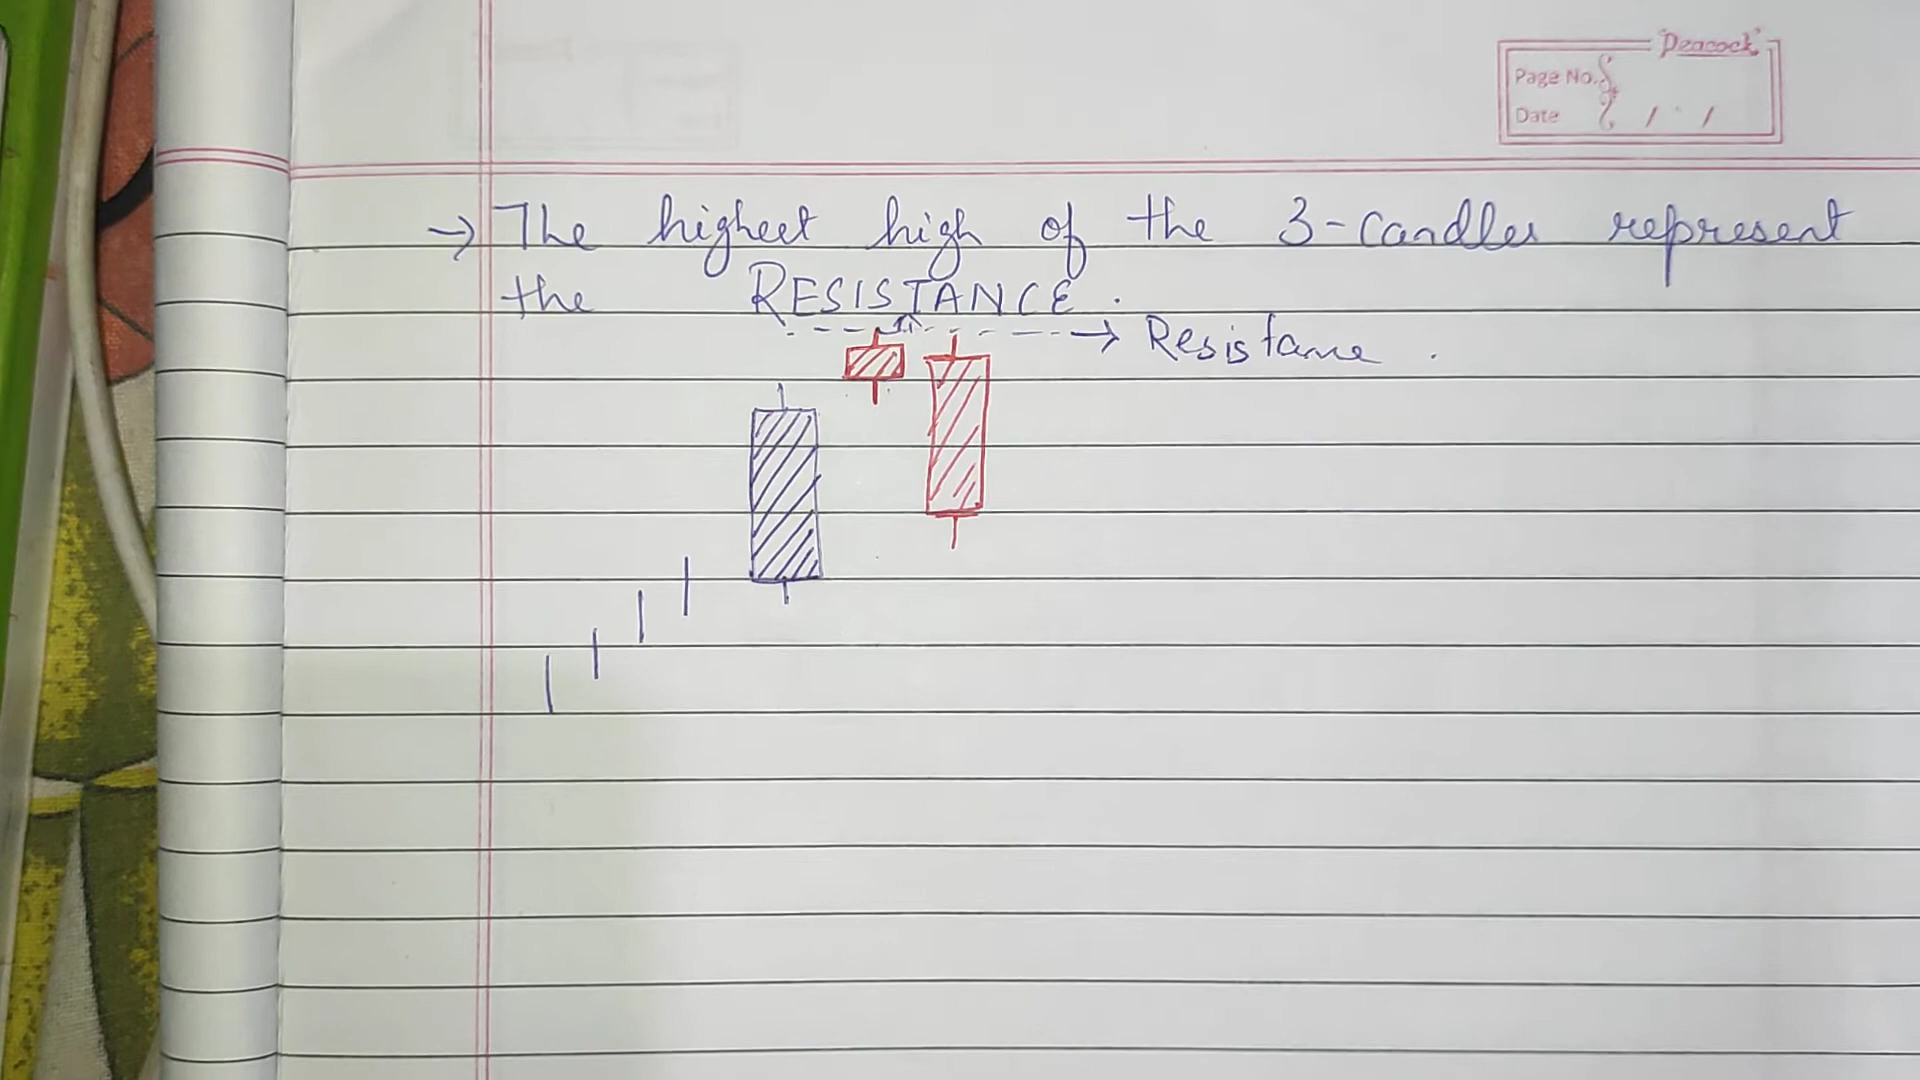 Peacock
Page No.
Date / /
→ The highest high of the 3-candles represent
the RESISTANCE.
→ Resistance.